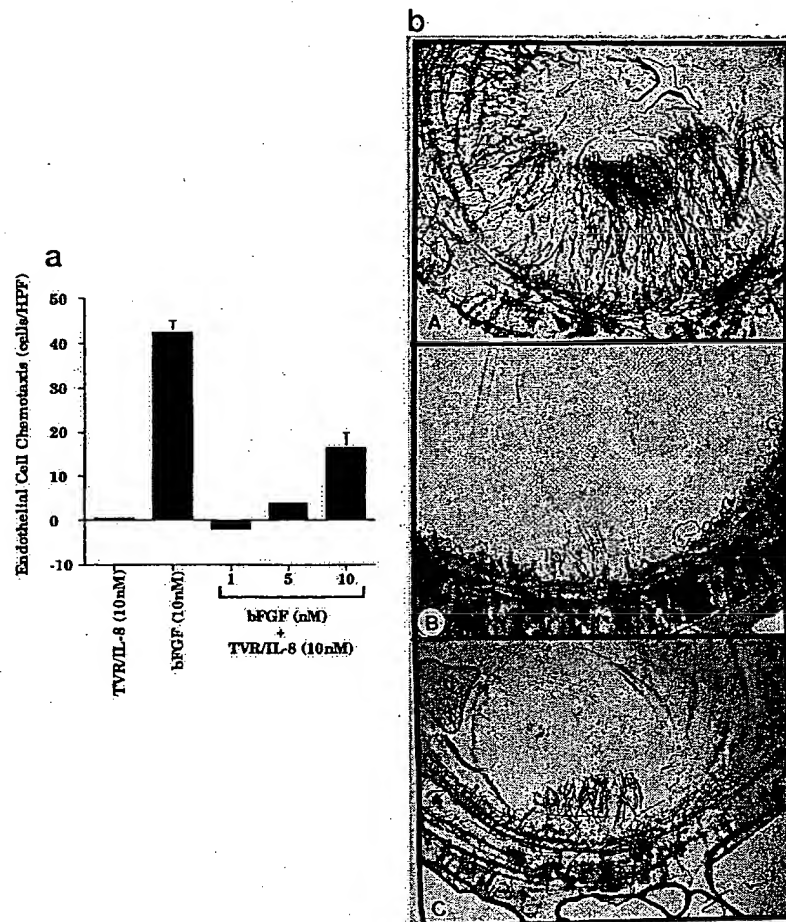 a
Endothelial Cell Chemotaxis (cells/HPF)
50
40
30
20
10
0
-10
TVR/IL-8 (10nM)
bFGF (10nM)
1 5 10
bFGF (nM)
+
TVR/IL-8 (10nM)
b
A
B
C